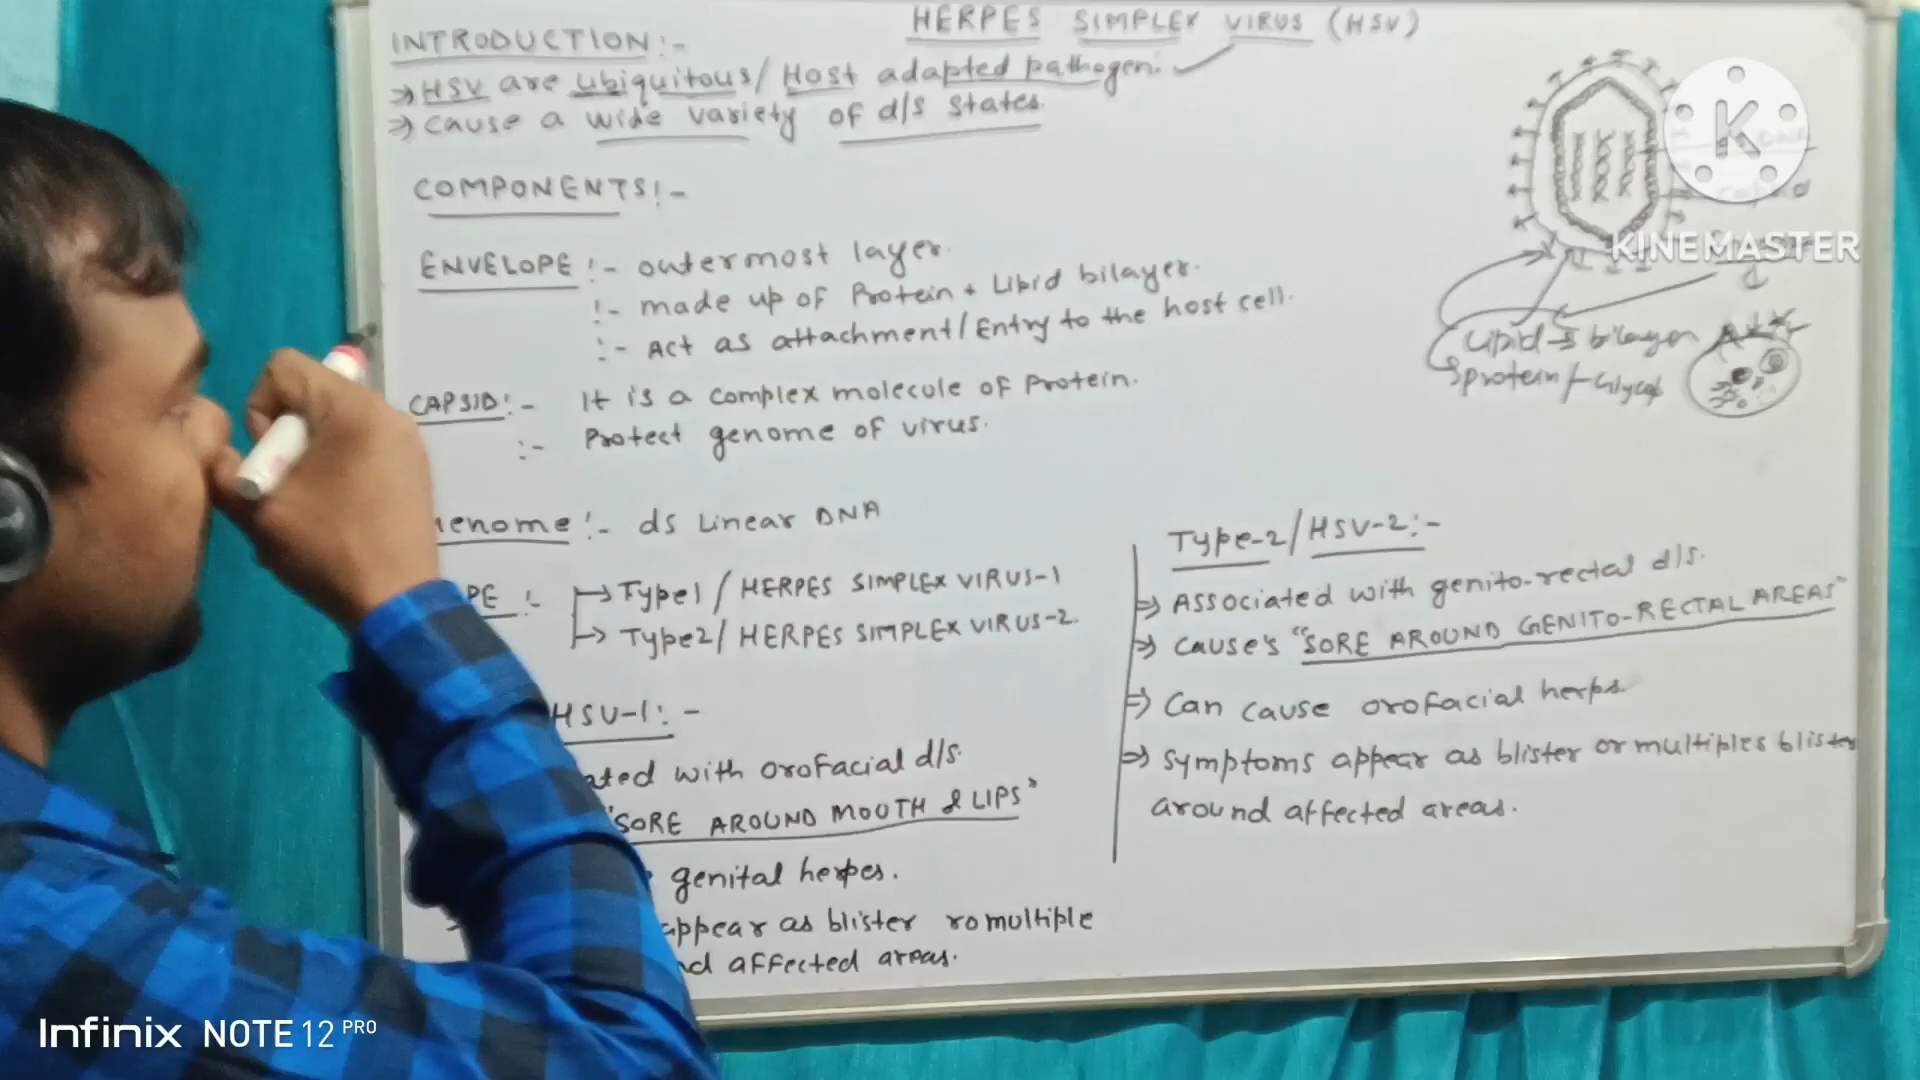 HERPES SIMPLEX VIRUS (HSV)
INTRODUCTION:-
⇒ HSV are ubiquitous/ Host adapted pathogen.
⇒ cause a wide variety of d/s states.
COMPONENTS:-
ENVELOPE :- outermost layer.
:- made up of Protein + Lipid bilayer.
:- Act as attachment/Entry to the host cell.
CAPSID :- It is a complex molecule of Protein.
:- Protect genome of virus.
enome :- ds Linear DNA
PE :- → Type1 / HERPES SIMPLEX VIRUS-1
→ Type2/ HERPES SIMPLEX VIRUS-2.
HSV-1: -
ated with orofacial d/s.
"SORE AROUND MOOTH & LIPS"
genital herpes.
appear as blister ro multiple
nd affected areas.
Type-2/HSV-2:-
⇒ Associated with genito-rectal d/s.
⇒ Cause's "SORE AROUND GENITO-RECTAL AREAS"
⇒ Can cause orofacial herps.
⇒ Symptoms appear as blister or multiples blister
around affected areas.
DNA
Lipid → bilayer
protein/
K
KINEMASTER
Infinix NOTE 12 PRO